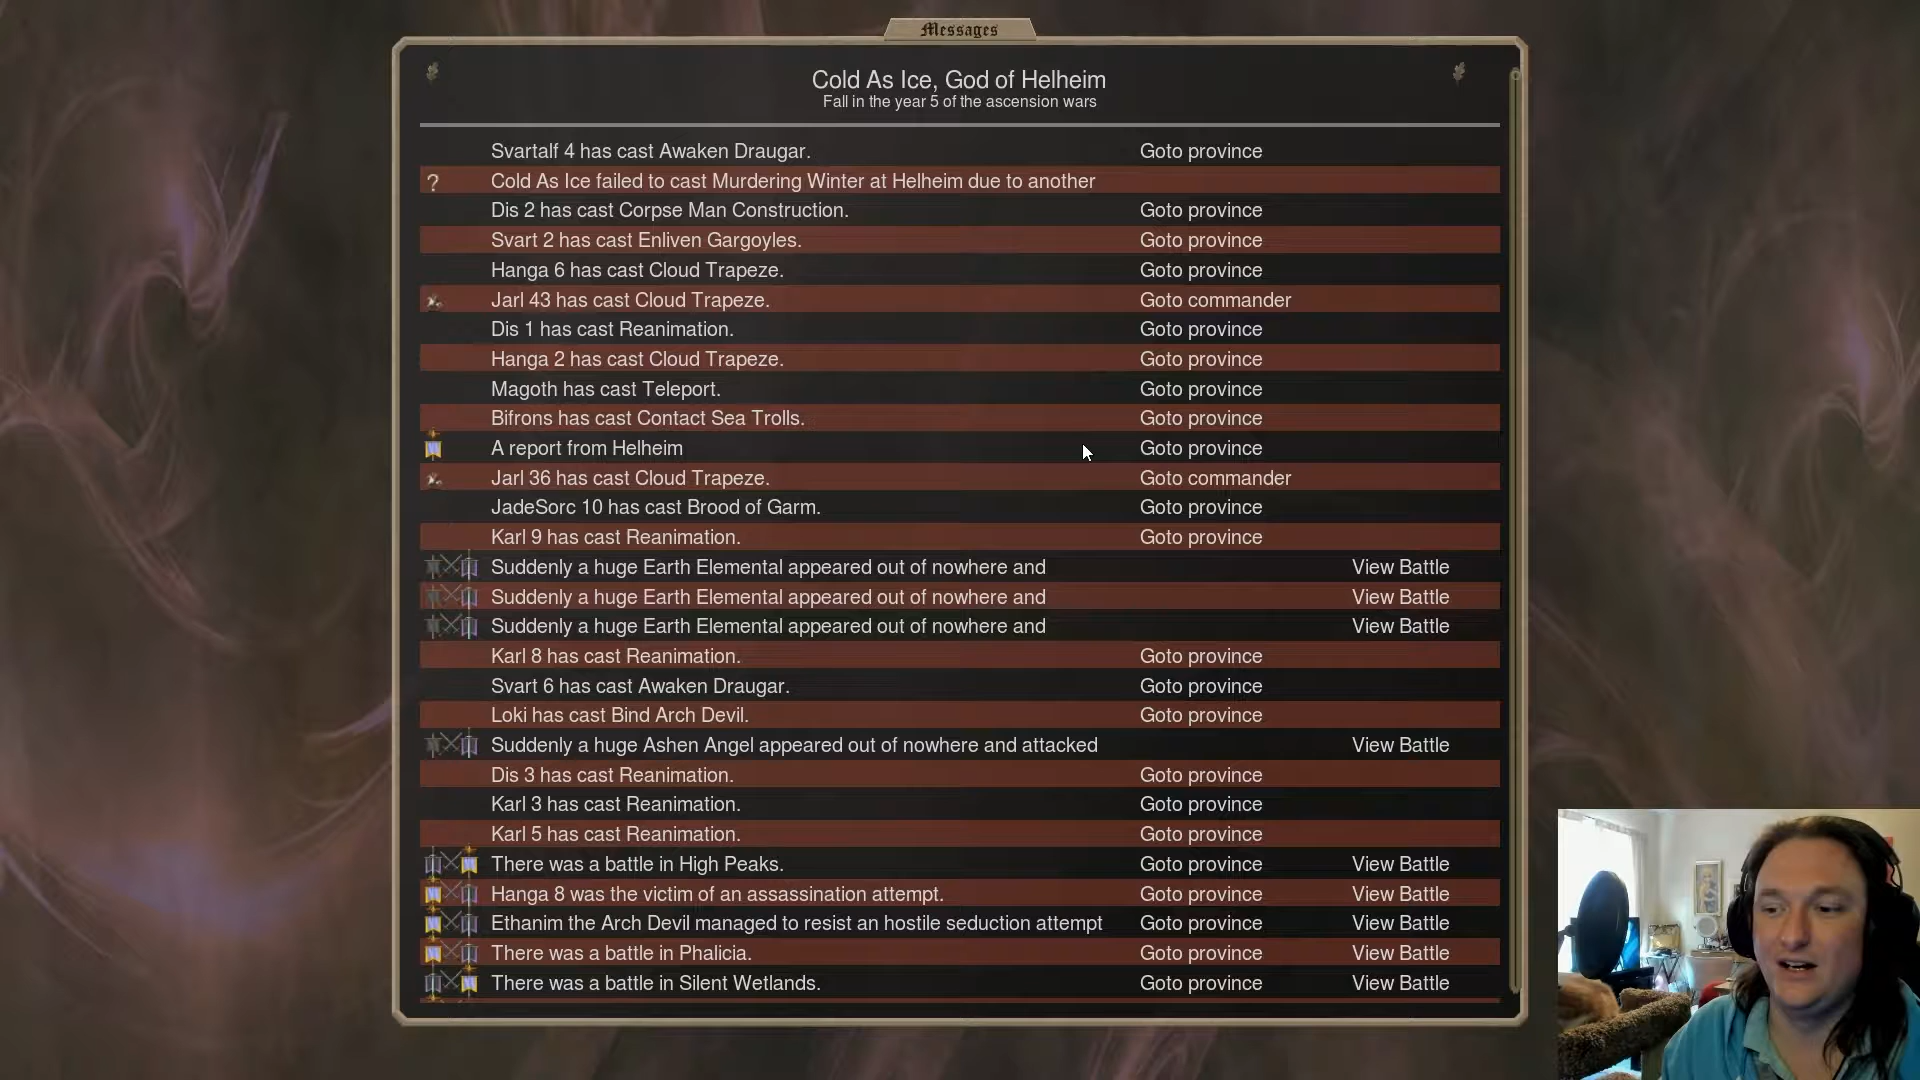 Messages
Cold As Ice, God of Helheim
Fall in the year 5 of the ascension wars
Svartalf 4 has cast Awaken Draugar. Goto province
? Cold As Ice failed to cast Murdering Winter at Helheim due to another
Dis 2 has cast Corpse Man Construction. Goto province
Svart 2 has cast Enliven Gargoyles. Goto province
Hanga 6 has cast Cloud Trapeze. Goto province
Jarl 43 has cast Cloud Trapeze. Goto commander
Dis 1 has cast Reanimation. Goto province
Hanga 2 has cast Cloud Trapeze. Goto province
Magoth has cast Teleport. Goto province
Bifrons has cast Contact Sea Trolls. Goto province
A report from Helheim Goto province
Jarl 36 has cast Cloud Trapeze. Goto commander
JadeSorc 10 has cast Brood of Garm. Goto province
Karl 9 has cast Reanimation. Goto province
Suddenly a huge Earth Elemental appeared out of nowhere and View Battle
Suddenly a huge Earth Elemental appeared out of nowhere and View Battle
Suddenly a huge Earth Elemental appeared out of nowhere and View Battle
Karl 8 has cast Reanimation. Goto province
Svart 6 has cast Awaken Draugar. Goto province
Loki has cast Bind Arch Devil. Goto province
Suddenly a huge Ashen Angel appeared out of nowhere and attacked View Battle
Dis 3 has cast Reanimation. Goto province
Karl 3 has cast Reanimation. Goto province
Karl 5 has cast Reanimation. Goto province
There was a battle in High Peaks. Goto province View Battle
Hanga 8 was the victim of an assassination attempt. Goto province View Battle
Ethanim the Arch Devil managed to resist an hostile seduction attempt Goto province View Battle
There was a battle in Phalicia. Goto province View Battle
There was a battle in Silent Wetlands. Goto province View Battle